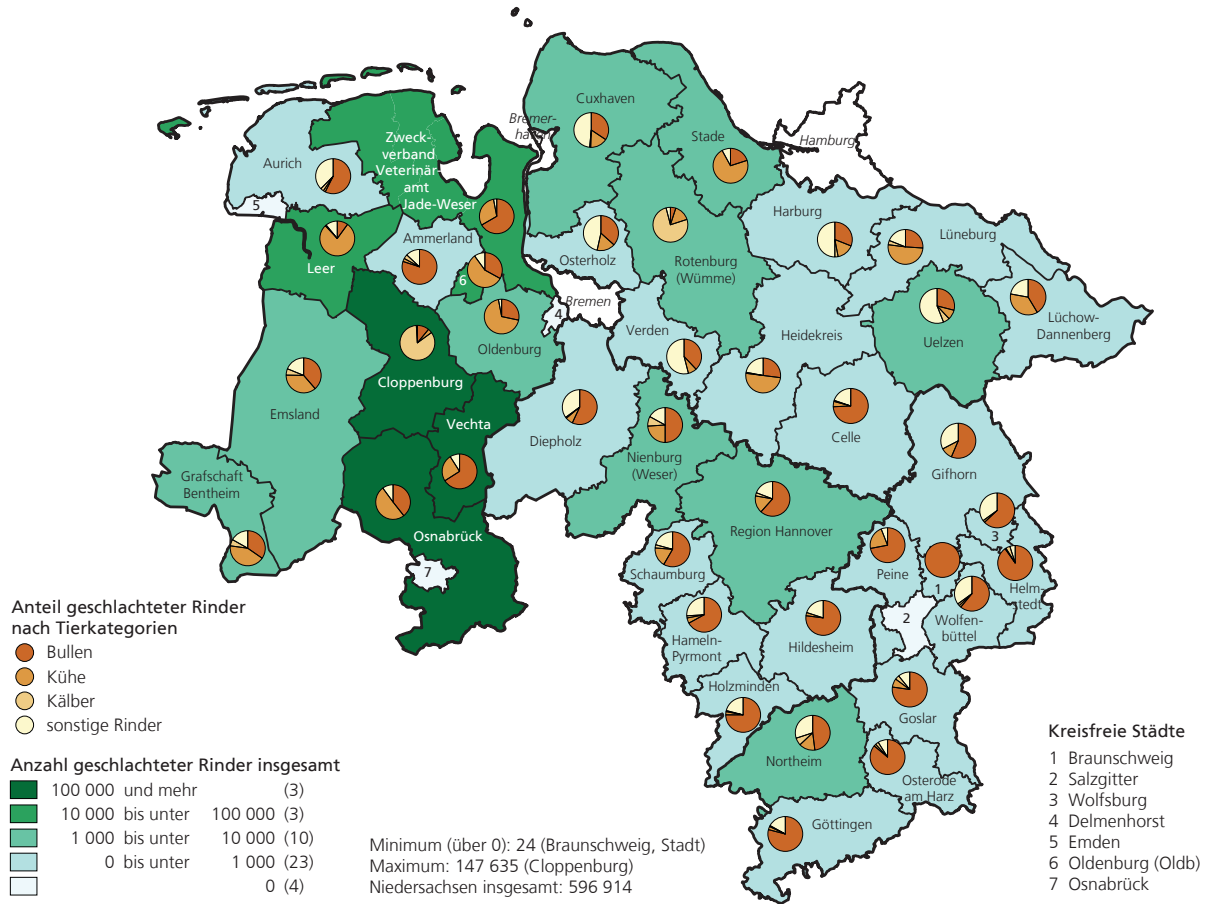 Cuxhaven
Bremer-
haven
Stade
Hamburg
Zweck-
verband
Veterinär-
amt
Jade-Weser
Aurich
5
Harburg
Lüneburg
Ammerland
Leer
Osterholz
Rotenburg
(Wümme)
6
Bremen
4
Lüchow-
Dannenberg
Oldenburg
Verden
Heidekreis
Uelzen
Cloppenburg
Emsland
Vechta
Diepholz
Celle
Nienburg
(Weser)
Gifhorn
Grafschaft
Bentheim
Region Hannover
3
Osnabrück
7
Schaumburg
Peine
1
Helm-
stedt
2
Wolfen-
büttel
Hameln-
Pyrmont
Hildesheim
Holzminden
Goslar
Northeim
Osterode
am Harz
Göttingen
Anteil geschlachteter Rinder
nach Tierkategorien
Bullen
Kühe
Kälber
sonstige Rinder
Anzahl geschlachteter Rinder insgesamt
100 000 und mehr (3)
10 000 bis unter 100 000 (3)
1 000 bis unter 10 000 (10)
0 bis unter 1 000 (23)
0 (4)
Minimum (über 0): 24 (Braunschweig, Stadt)
Maximum: 147 635 (Cloppenburg)
Niedersachsen insgesamt: 596 914
Kreisfreie Städte
1 Braunschweig
2 Salzgitter
3 Wolfsburg
4 Delmenhorst
5 Emden
6 Oldenburg (Oldb)
7 Osnabrück